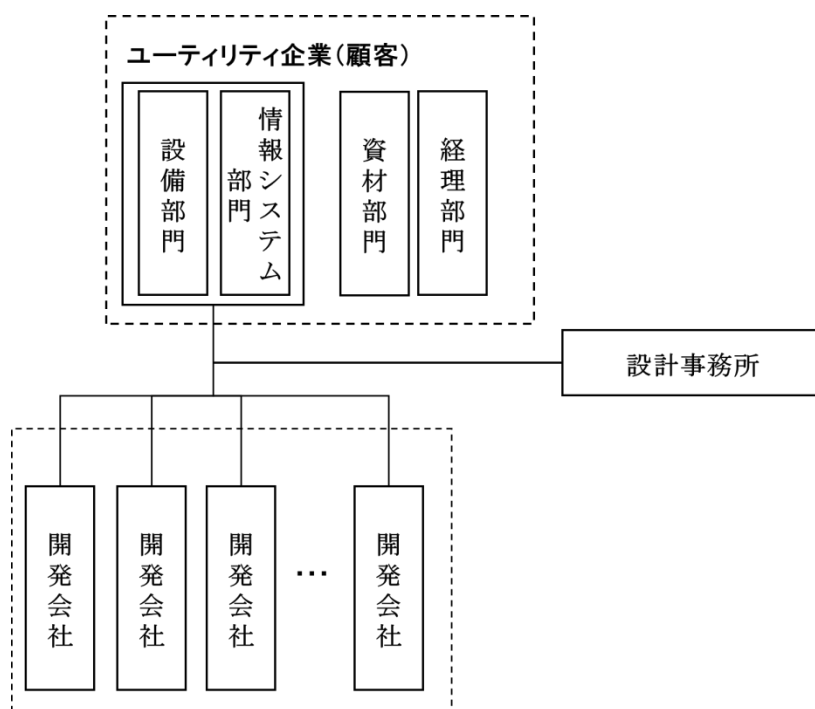 ユーティリティ企業（顧客）
設備部門
情報システム
部門
資材部門
経理部門
設計事務所
開発会社
開発会社
開発会社
…
開発会社